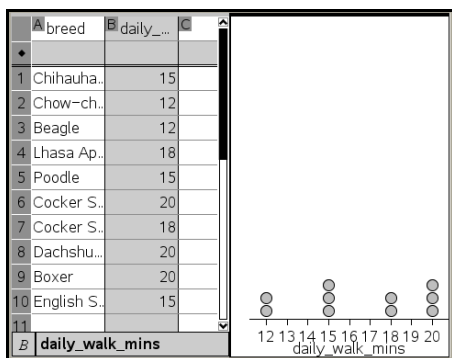 A breed B daily_... C
◆
1 Chihauha.. 15
2 Chow-ch.. 12
3 Beagle 12
4 Lhasa Ap.. 18
5 Poodle 15
6 Cocker S.. 20
7 Cocker S.. 18
8 Dachshu... 20
9 Boxer 20
10 English S.. 15
11
B daily_walk_mins
12 13 14 15 16 17 18 19 20
daily_walk_mins